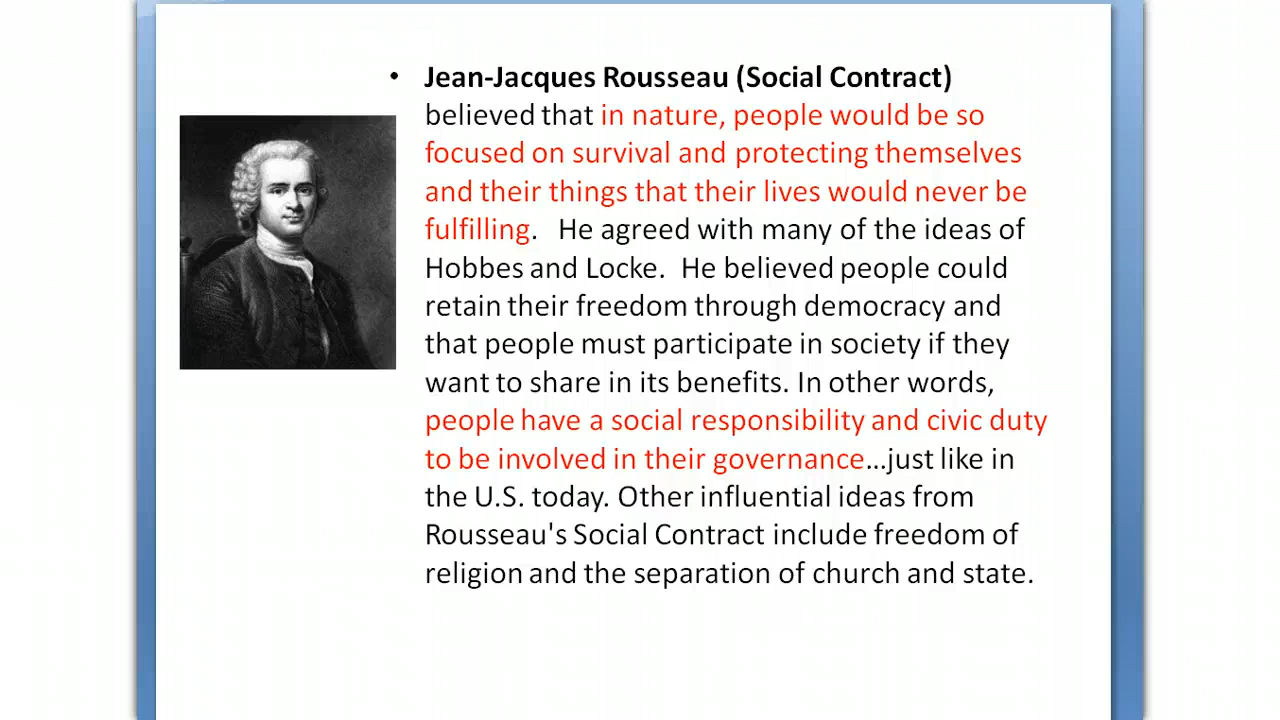 • Jean-Jacques Rousseau (Social Contract)
believed that in nature, people would be so
focused on survival and protecting themselves
and their things that their lives would never be
fulfilling.   He agreed with many of the ideas of
Hobbes and Locke.  He believed people could
retain their freedom through democracy and
that people must participate in society if they
want to share in its benefits. In other words,
people have a social responsibility and civic duty
to be involved in their governance…just like in
the U.S. today. Other influential ideas from
Rousseau's Social Contract include freedom of
religion and the separation of church and state.